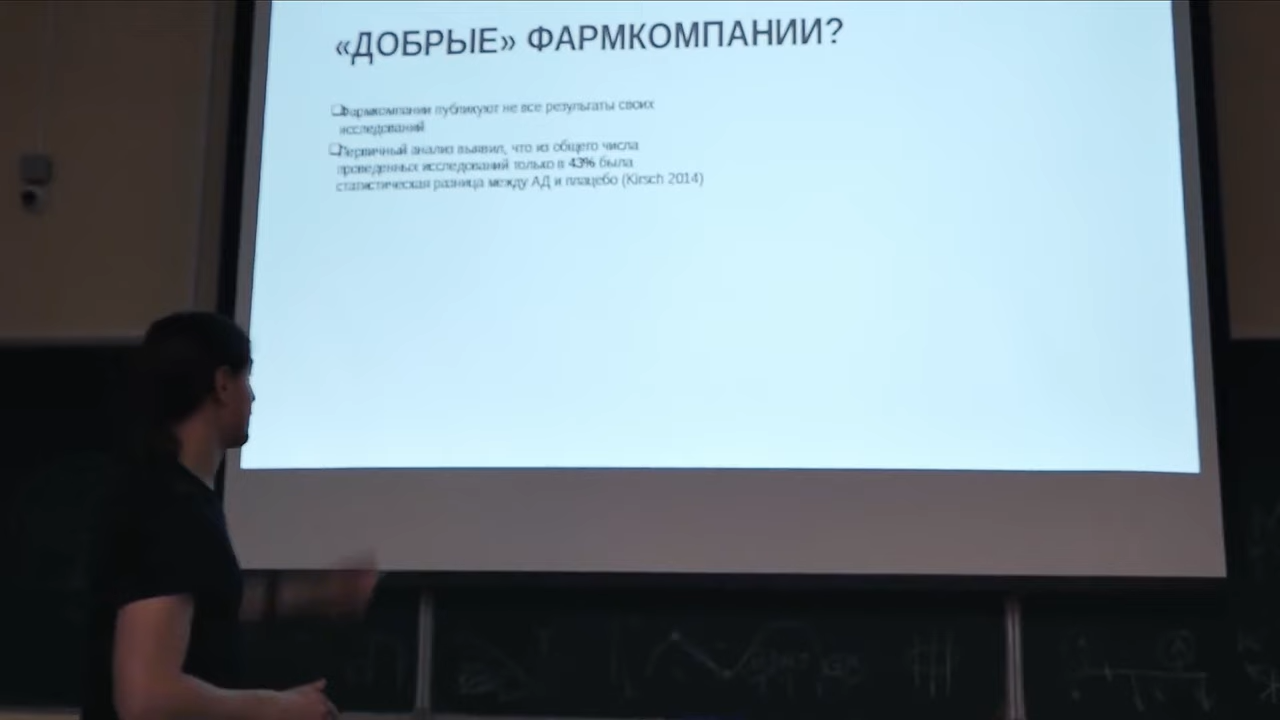 «ДОБРЫЕ» ФАРМКОМПАНИИ?
Фармкомпании публикуют не все результаты своих
исследований
Первичный анализ выявил, что из общего числа
проведенных исследований только в 43% была
статистическая разница между АД и плацебо (Kirsch 2014)